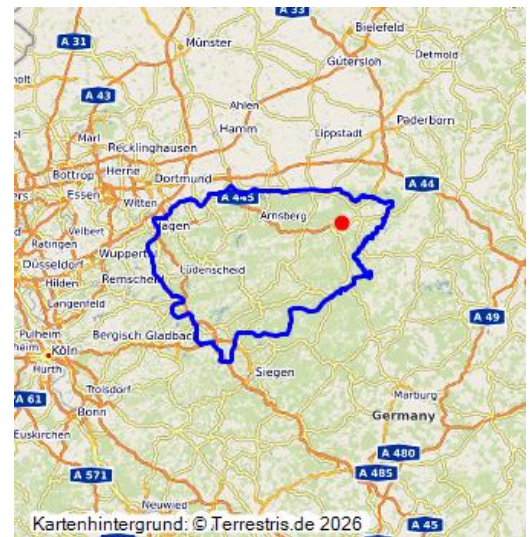 A 33
A 31
Bielefeld
Münster
Detmold
Gütersloh
A 43
Ahlen
Paderborn
Hamm
Lippstadt
Marl
Recklinghausen
Bottrop
Herne
Dortmund
Essen
Witten
A 44
A 445
Arnsberg
Hagen
Velbert
Ratingen
Wuppertal
Düsseldorf
Remscheid
Lüdenscheid
Hilden
Langenfeld
A 49
Pulheim
Bergisch Gladbac
Köln
Hürth
Siegen
Troisdorf
Marburg
A 61
Bonn
Germany
Euskirchen
A 480
A 571
A 485
Neuwied
A 45
Kartenhintergrund: © Terrestris.de 2026